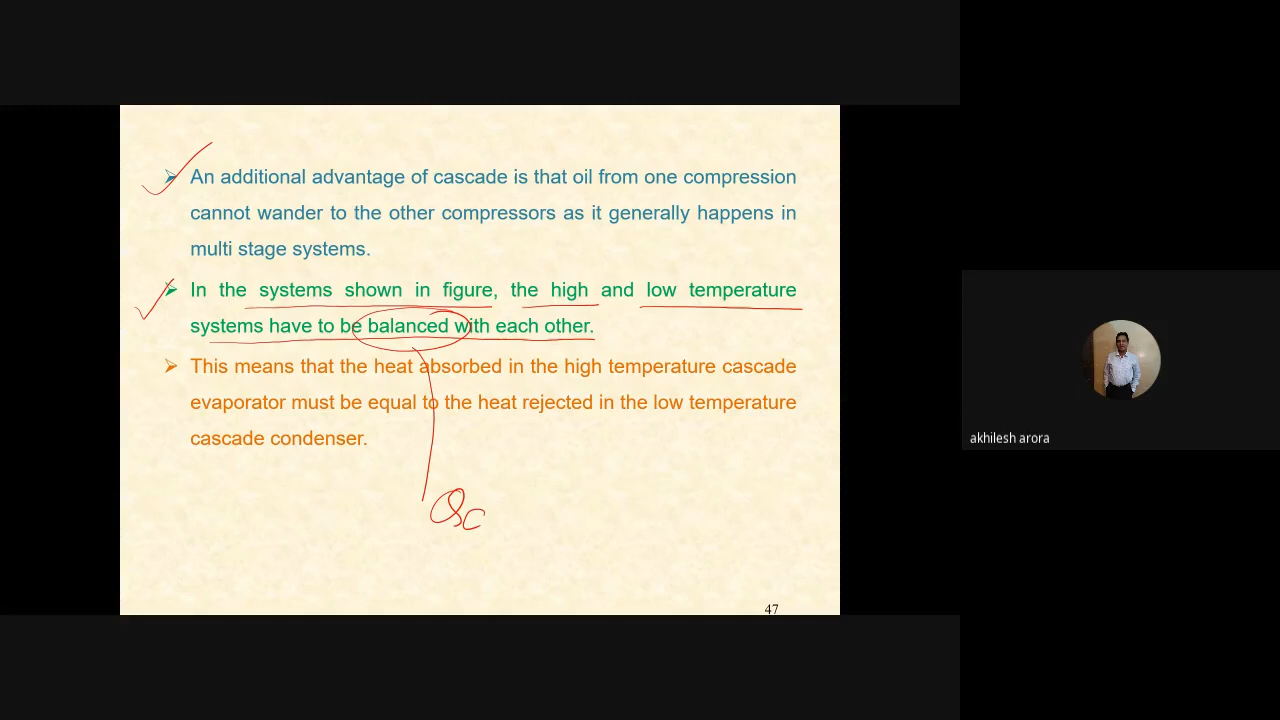 An additional advantage of cascade is that oil from one compression
cannot wander to the other compressors as it generally happens in
multi stage systems.
In the systems shown in figure, the high and low temperature
systems have to be balanced with each other.
This means that the heat absorbed in the high temperature cascade
evaporator must be equal to the heat rejected in the low temperature
cascade condenser.
Qc
47
akhilesh arora